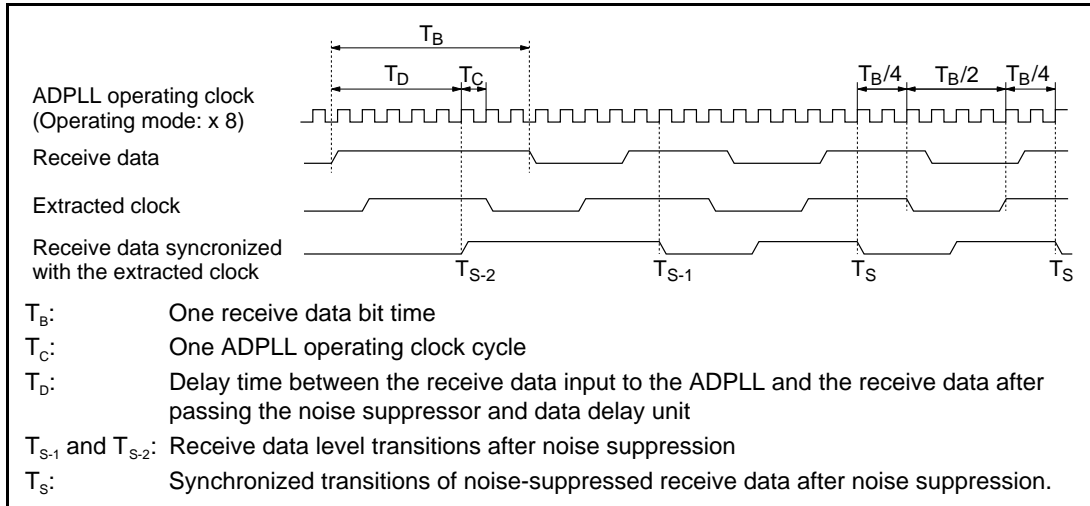 T_B
T_D T_C T_B/4 T_B/2 T_B/4
ADPLL operating clock
(Operating mode: x 8)
Receive data
Extracted clock
Receive data syncronized
with the extracted clock
T_S-2 T_S-1 T_S T_S
T_B: One receive data bit time
T_C: One ADPLL operating clock cycle
T_D: Delay time between the receive data input to the ADPLL and the receive data after
passing the noise suppressor and data delay unit
T_S-1 and T_S-2: Receive data level transitions after noise suppression
T_S: Synchronized transitions of noise-suppressed receive data after noise suppression.